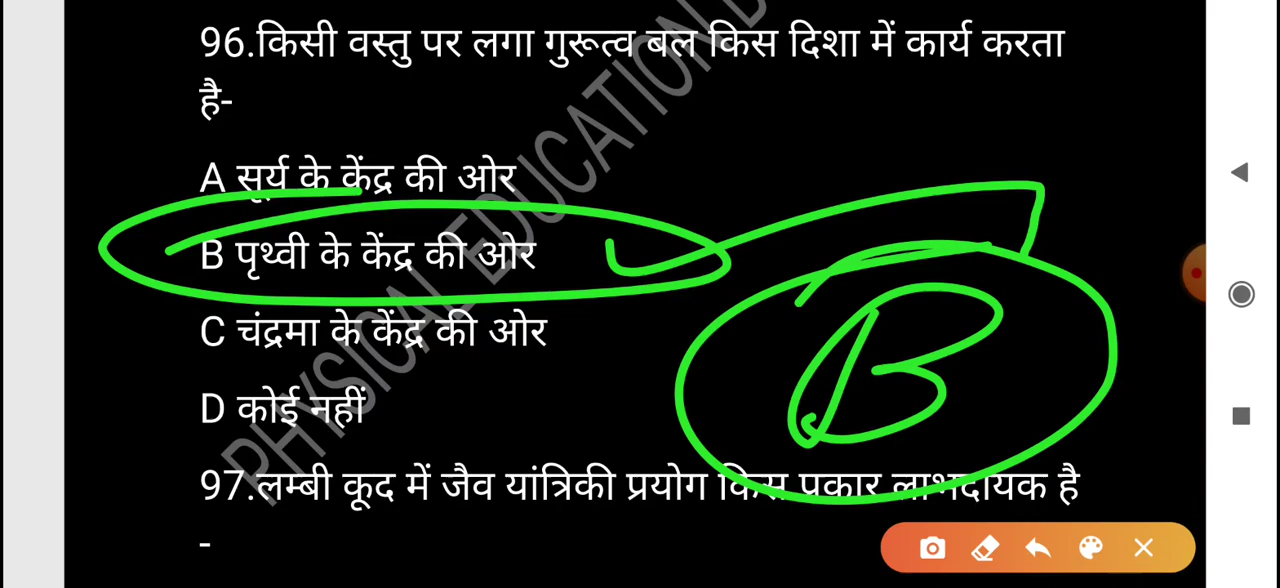 96.किसी वस्तु पर लगा गुरूत्व बल किस दिशा में कार्य करता
है-
A सूर्य के केंद्र की ओर
B पृथ्वी के केंद्र की ओर
C चंद्रमा के केंद्र की ओर
B
D कोई नहीं
97.लम्बी कूद में जैव यांत्रिकी प्रयोग किस प्रकार लाभदायक है
-
PHYSICAL EDUCATION